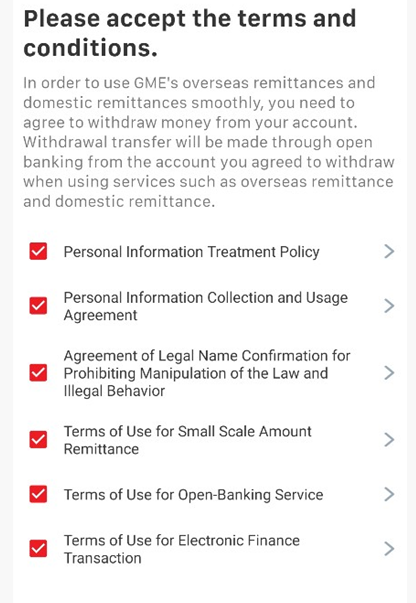 Please accept the terms and
conditions.
In order to use GME's overseas remittances and
domestic remittances smoothly, you need to
agree to withdraw money from your account.
Withdrawal transfer will be made through open
banking from the account you agreed to withdraw
when using services such as overseas remittance
and domestic remittance.
Personal Information Treatment Policy
Personal Information Collection and Usage
Agreement
Agreement of Legal Name Confirmation for
Prohibiting Manipulation of the Law and
Illegal Behavior
Terms of Use for Small Scale Amount
Remittance
Terms of Use for Open-Banking Service
Terms of Use for Electronic Finance
Transaction